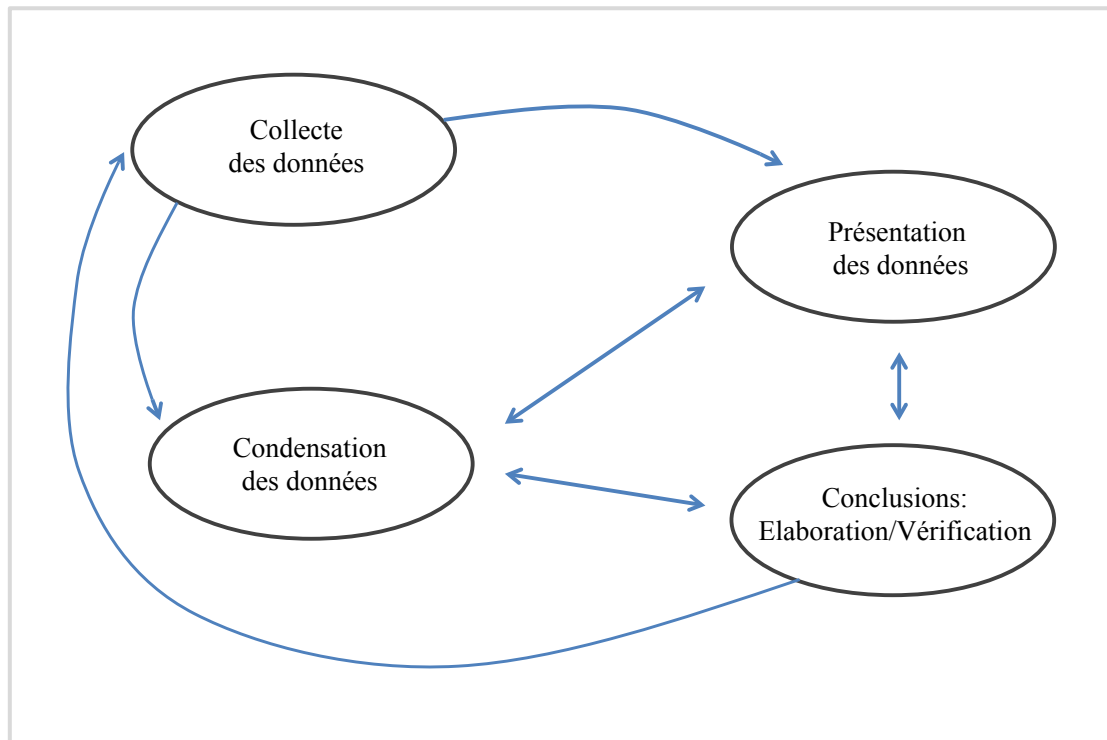 Collecte
des données
Présentation
des données
Condensation
des données
Conclusions:
Elaboration/Vérification